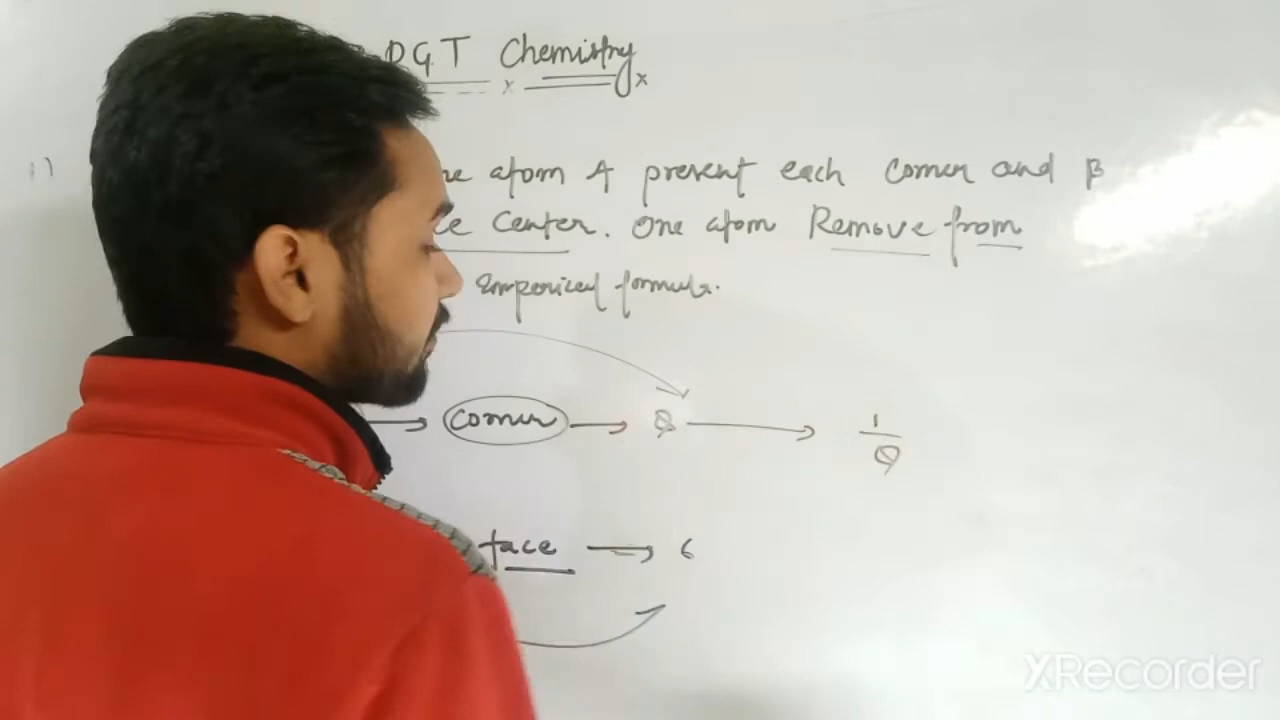 PGT Chemistry
1)
atom A present each Corner and B
Center. One atom Remove from
Emperical formula.
Corner → 8 → 1/8
face → 6
XRecorder